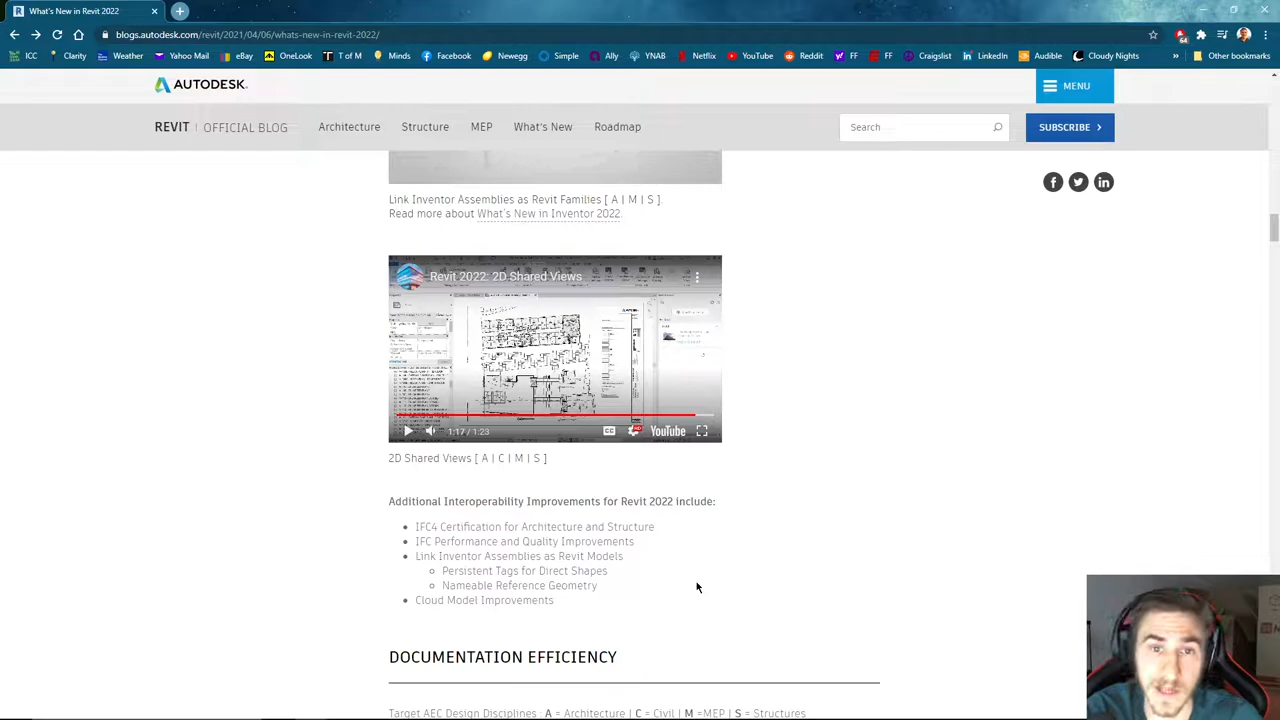 What's New in Revit 2022
blogs.autodesk.com/revit/2021/04/06/whats-new-in-revit-2022/
ICC Clarity Weather Yahoo Mail eBay OneLook T of M Minds Facebook Newegg Simple Ally YNAB Netflix YouTube Reddit FF FF Craigslist LinkedIn Audible Cloudy Nights » Other bookmarks
AUTODESK.
MENU
REVIT | OFFICIAL BLOG Architecture Structure MEP What's New Roadmap Search SUBSCRIBE >
Link Inventor Assemblies as Revit Families [ A | M | S ].
Read more about What's New in Inventor 2022.
Revit 2022: 2D Shared Views
1:17 / 1:23 CC HD YouTube
2D Shared Views [ A | C | M | S ]
Additional Interoperability Improvements for Revit 2022 include:
IFC4 Certification for Architecture and Structure
IFC Performance and Quality Improvements
Link Inventor Assemblies as Revit Models
Persistent Tags for Direct Shapes
Nameable Reference Geometry
Cloud Model Improvements
DOCUMENTATION EFFICIENCY
Target AEC Design Disciplines : A = Architecture | C = Civil | M =MEP | S = Structures